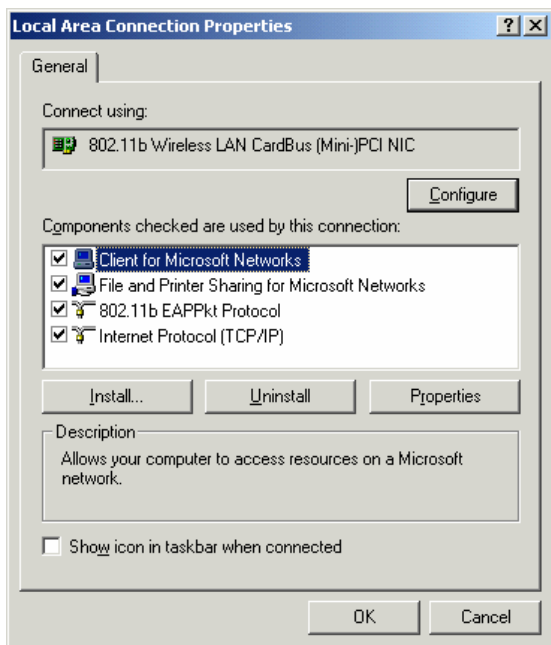 Local Area Connection Properties
General
Connect using:
802.11b Wireless LAN CardBus (Mini-)PCI NIC
Configure
Components checked are used by this connection:
Client for Microsoft Networks
File and Printer Sharing for Microsoft Networks
802.11b EAPPkt Protocol
Internet Protocol (TCP/IP)
Install... Uninstall Properties
Description
Allows your computer to access resources on a Microsoft
network.
Show icon in taskbar when connected
OK Cancel